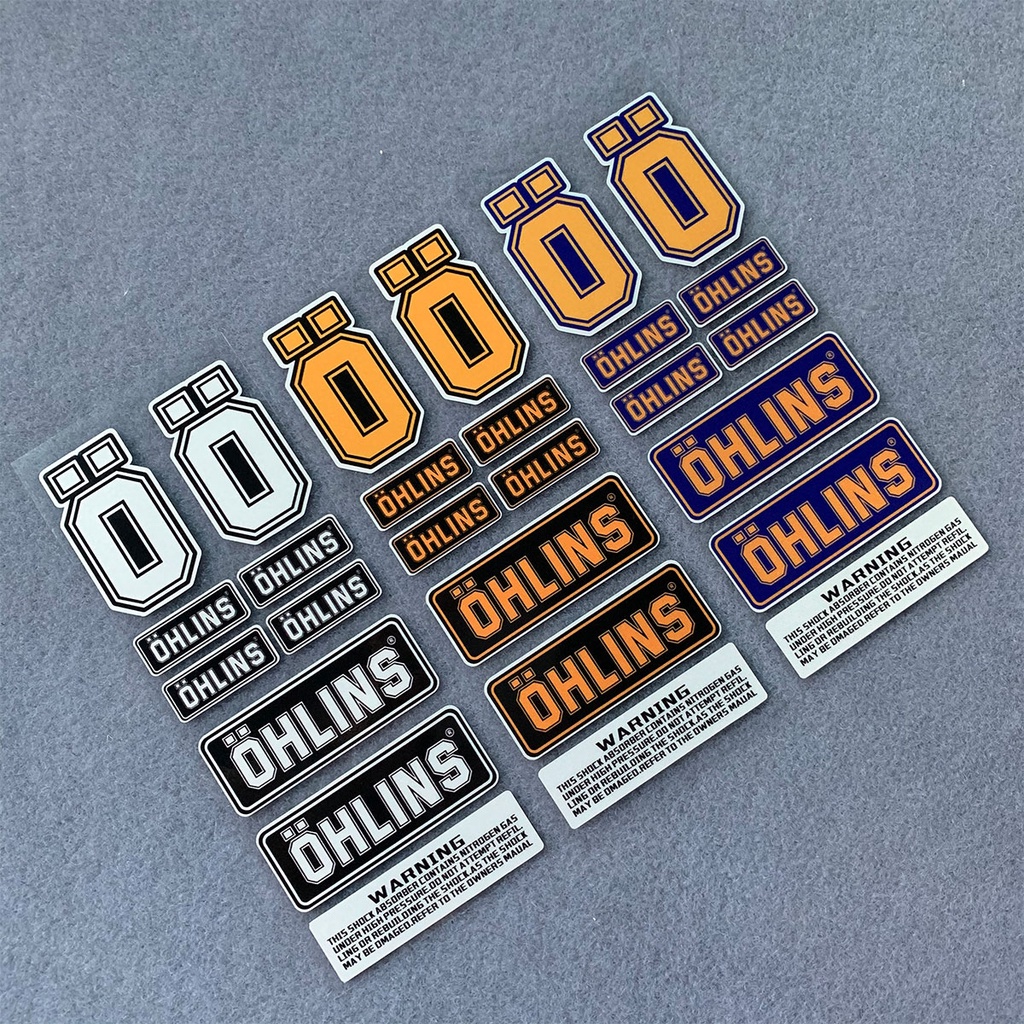 Ö
Ö
ÖHLINS
ÖHLINS
ÖHLINS
ÖHLINS
ÖHLINS®
ÖHLINS®
WARNING
THIS SHOCK ABSORBER CONTAINS NITROGEN GAS
UNDER HIGH PRESSURE.DO NOT ATTEMPT REFIL
LING OR REBUILDING THE SHOCK.AS THE SHOCK
MAY BE OMAGED.REFER TO THE OWNERS MAUAL
Ö
Ö
ÖHLINS
ÖHLINS
ÖHLINS
ÖHLINS
ÖHLINS®
ÖHLINS®
WARNING
THIS SHOCK ABSORBER CONTAINS NITROGEN GAS
UNDER HIGH PRESSURE.DO NOT ATTEMPT REFIL
LING OR REBUILDING THE SHOCK.AS THE SHOCK
MAY BE OMAGED.REFER TO THE OWNERS MAUAL
Ö
Ö
ÖHLINS
ÖHLINS
ÖHLINS
ÖHLINS
ÖHLINS®
ÖHLINS®
WARNING
THIS SHOCK ABSORBER CONTAINS NITROGEN GAS
UNDER HIGH PRESSURE.DO NOT ATTEMPT REFIL
LING OR REBUILDING THE SHOCK.AS THE SHOCK
MAY BE OMAGED.REFER TO THE OWNERS MAUAL